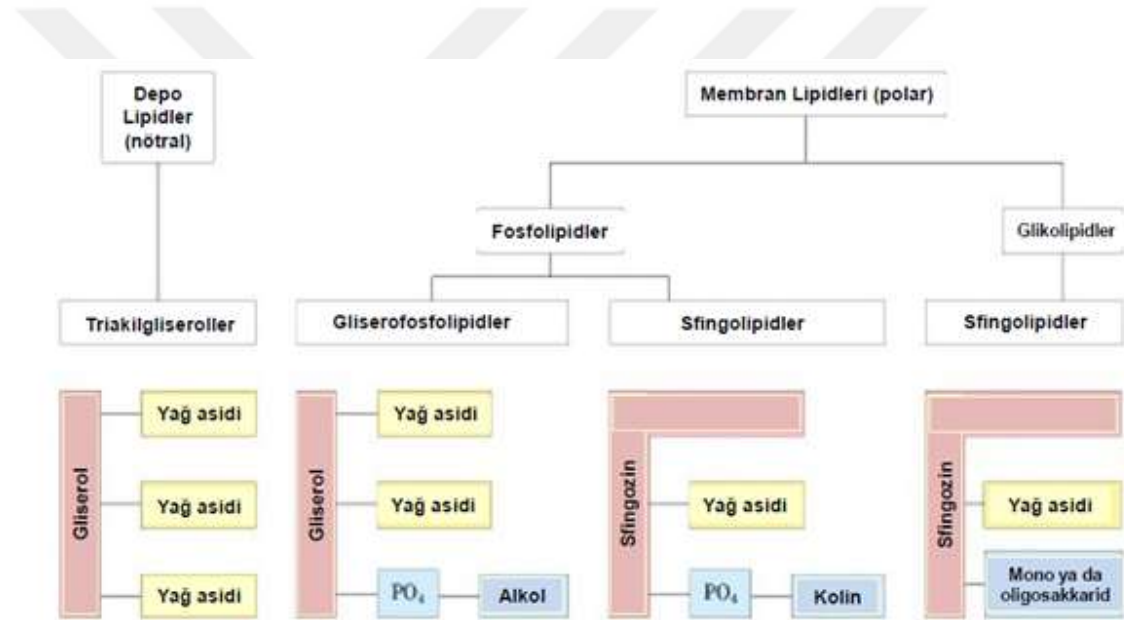 Depo
Lipidler
(nötral)
Membran Lipidleri (polar)
Fosfolipidler
Glikolipidler
Triakilgliseroller
Gliserofosfolipidler
Sfingolipidler
Sfingolipidler
Gliserol
Yağ asidi
Yağ asidi
Yağ asidi
Gliserol
Yağ asidi
Yağ asidi
PO₄
Alkol
Sfingozin
Yağ asidi
PO₄
Kolin
Sfingozin
Yağ asidi
Mono ya da
oligosakkarid